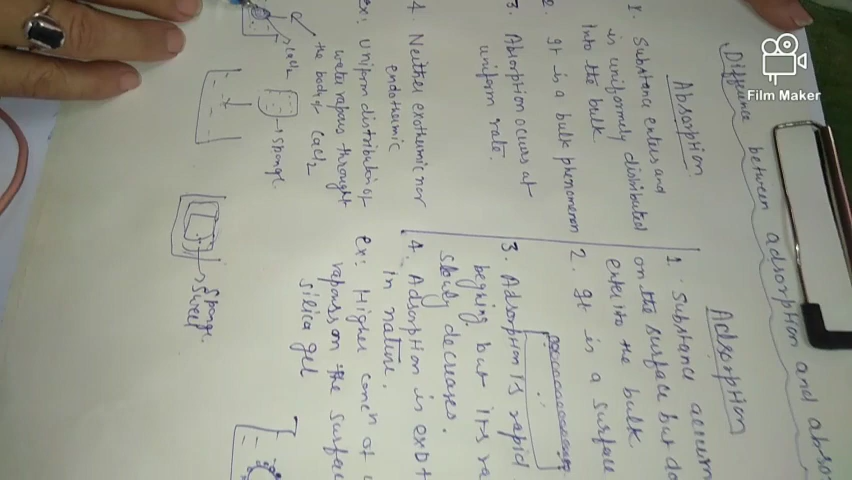 Difference between adsorption and abso
Absorption
1. Substance enters and
is uniformly distributed
into the bulk.
2. It is a bulk phenomenon
3. Absorption occurs at
uniform rate.
4. Neither exothermic nor
endothermic
ex: Uniform distribution of
water vapours throught
the body of CaCl2
CaCl2
Sponge.
Sponge
Adsorption
1. Substance accum
on the surface but do
enter to the bulk
2. It is a surface
3. Adsorption is rapid
begning but its ra
slowly decreases.
4. Adsorption is exot
in nature.
ex: Higher concn of
vapours on the surface
silica gel
Film Maker